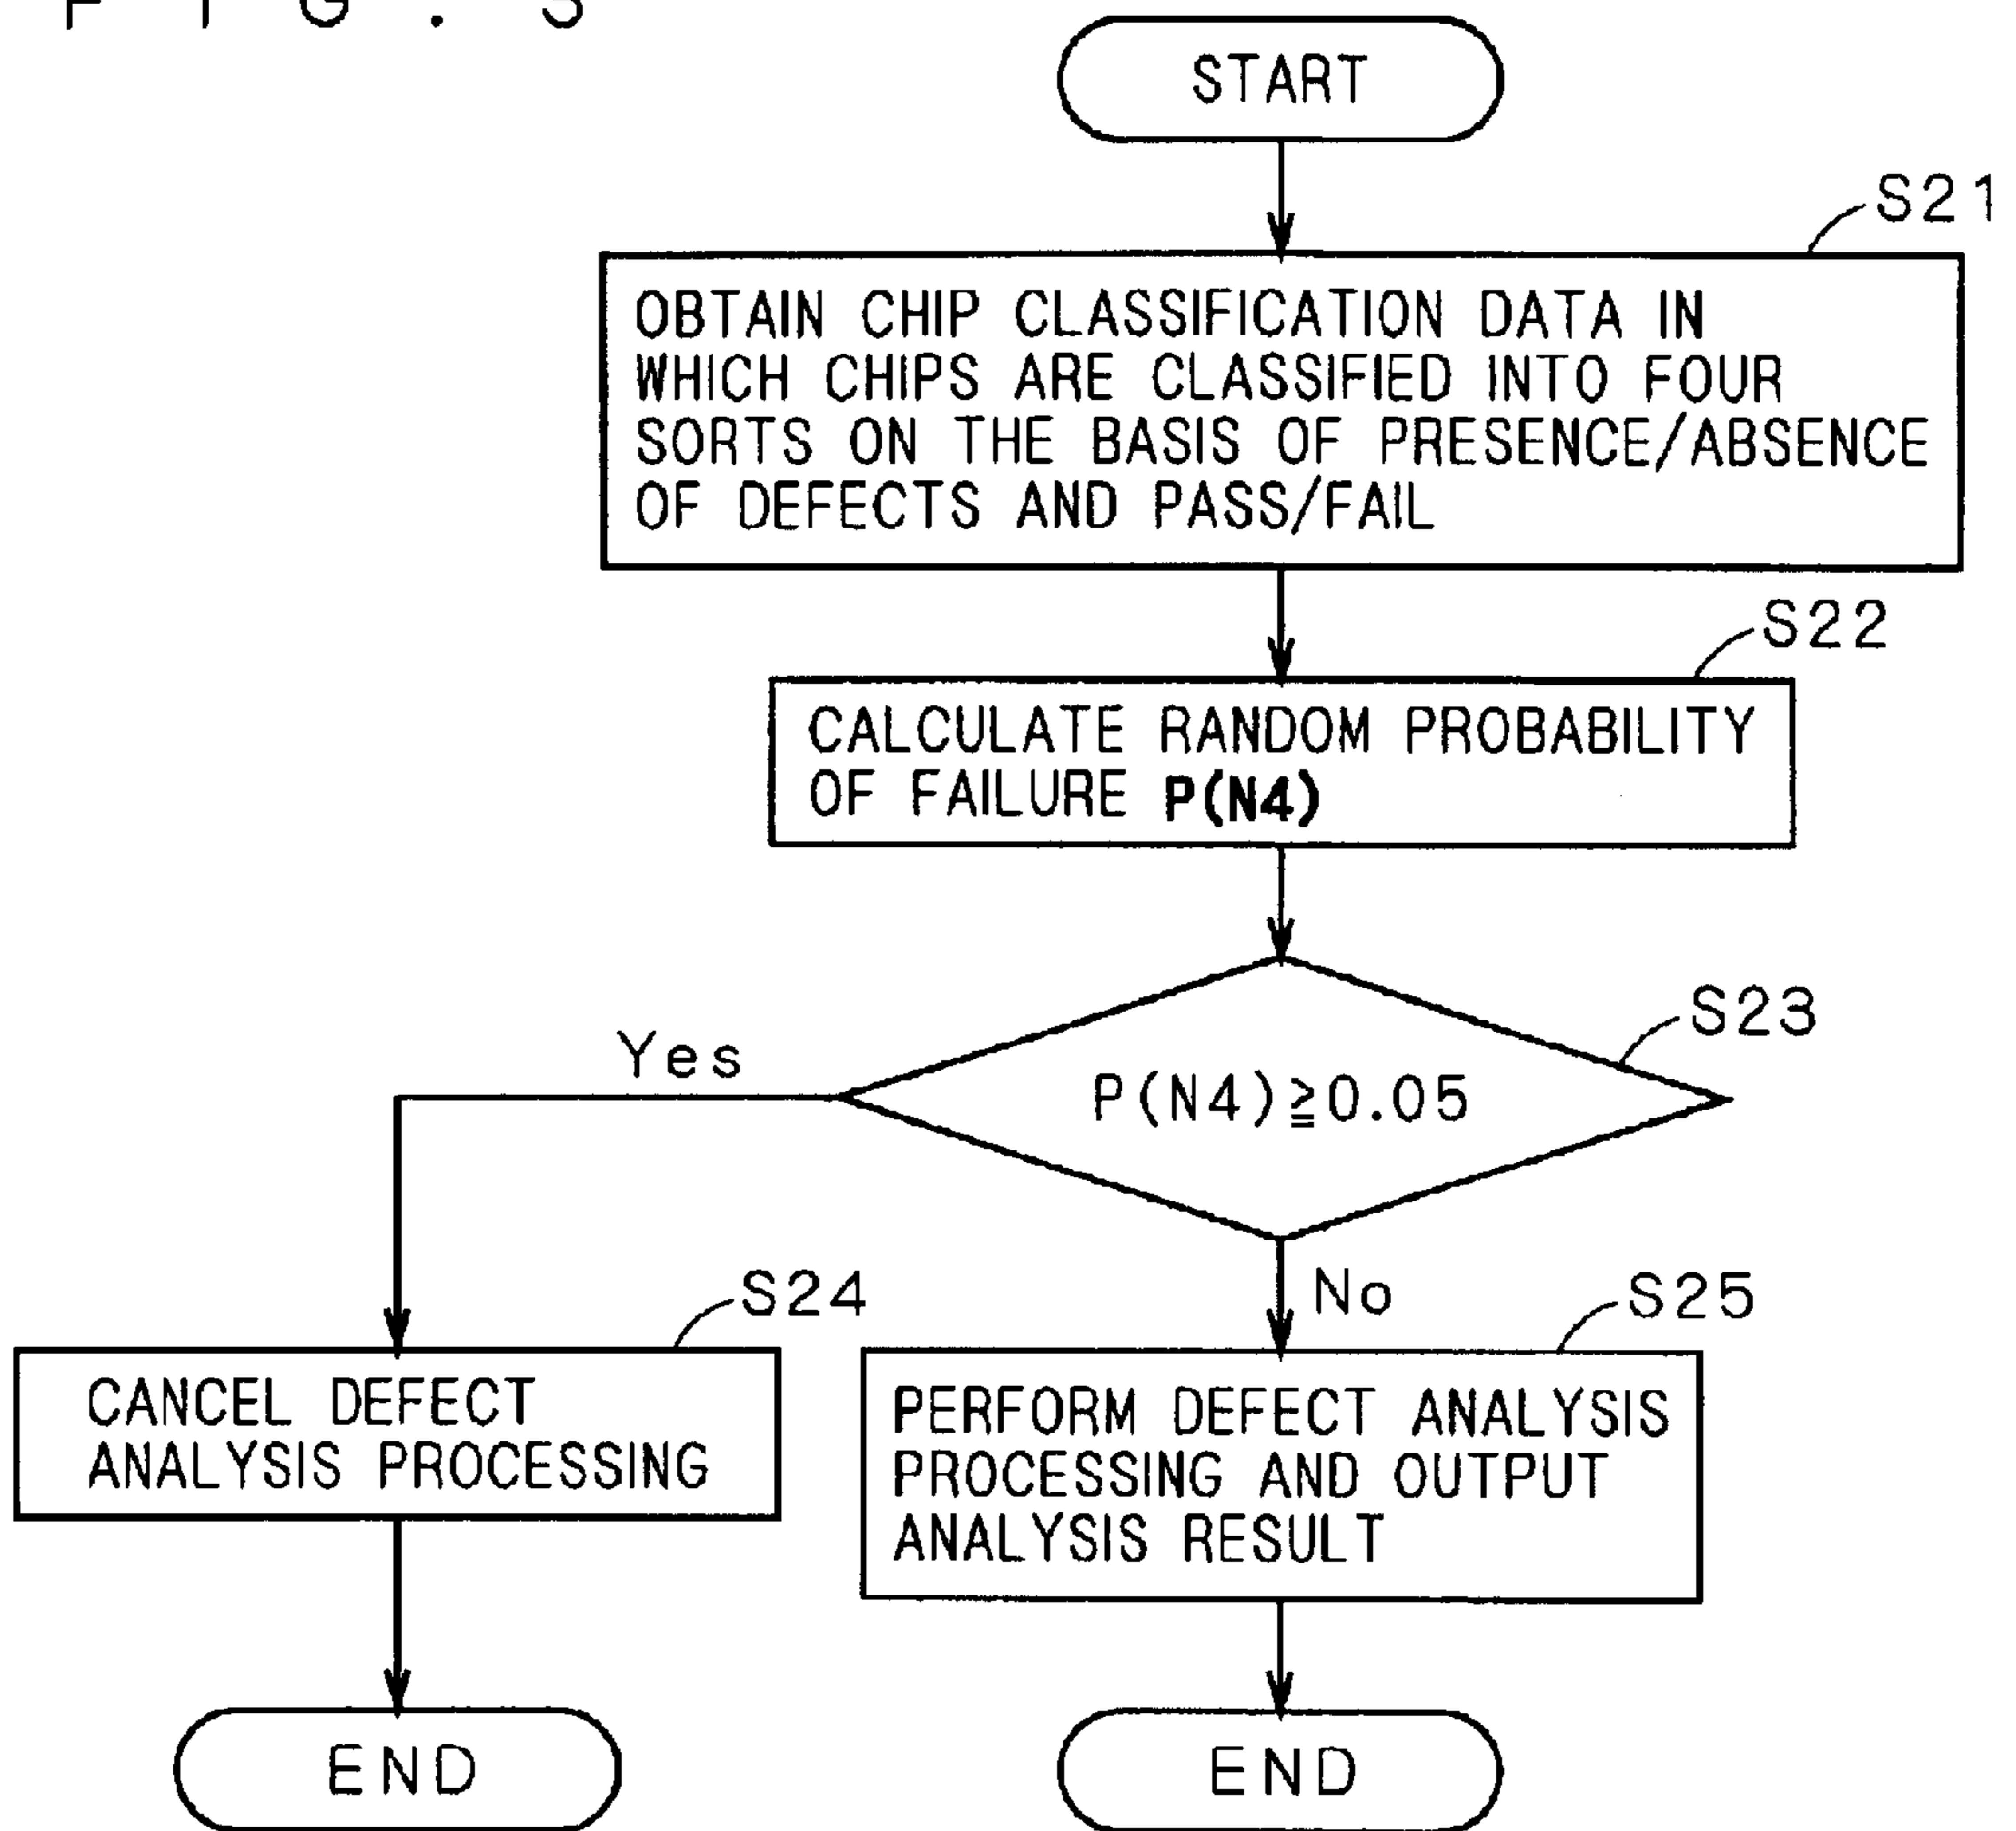 F I G .
START
S21
OBTAIN CHIP CLASSIFICATION DATA IN
WHICH CHIPS ARE CLASSIFIED INTO FOUR
SORTS ON THE BASIS OF PRESENCE/ABSENCE
OF DEFECTS AND PASS/FAIL
S22
CALCULATE RANDOM PROBABILITY
OF FAILURE P(N4)
S23
P(N4)≧0.05
Yes
No
S24
CANCEL DEFECT
ANALYSIS PROCESSING
S25
PERFORM DEFECT ANALYSIS
PROCESSING AND OUTPUT
ANALYSIS RESULT
END
END